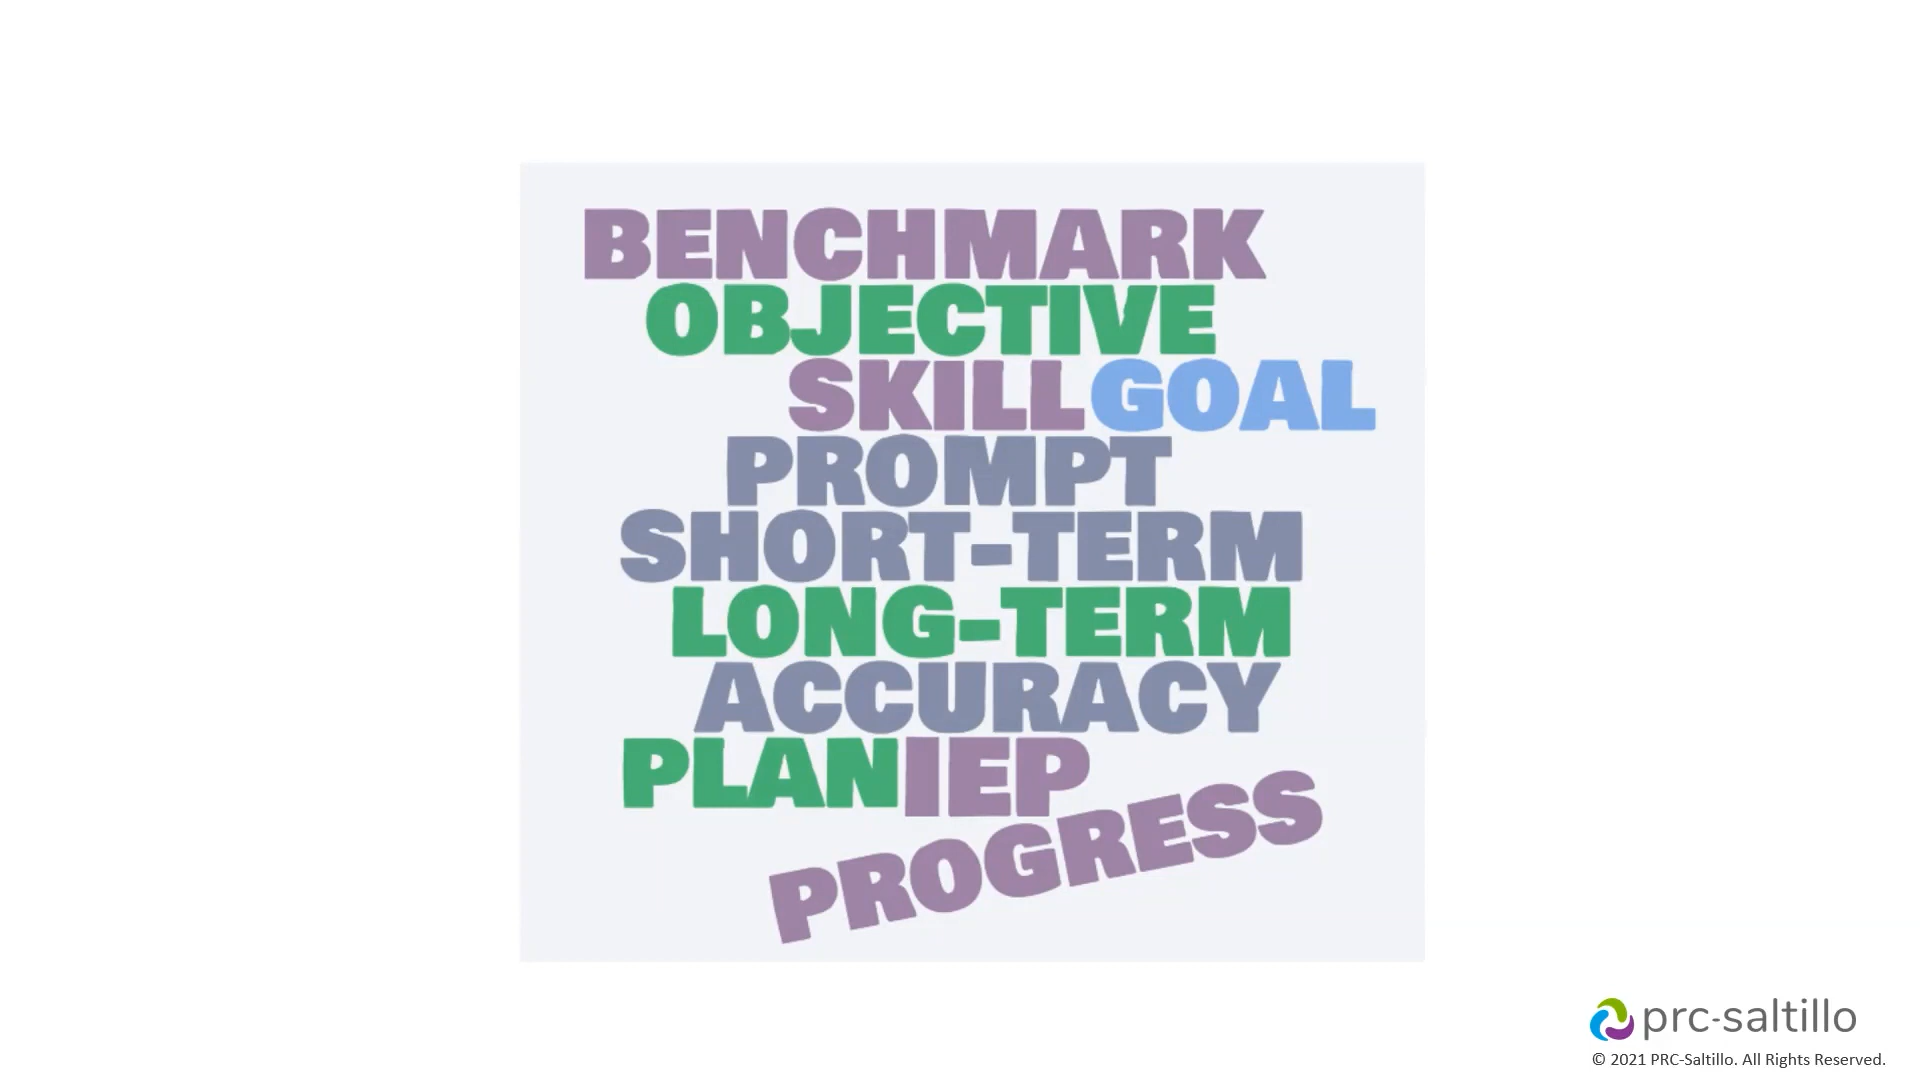 BENCHMARK
OBJECTIVE
SKILL GOAL
PROMPT
SHORT-TERM
LONG-TERM
ACCURACY
PLAN IEP
PROGRESS
prc-saltillo
© 2021 PRC-Saltillo. All Rights Reserved.